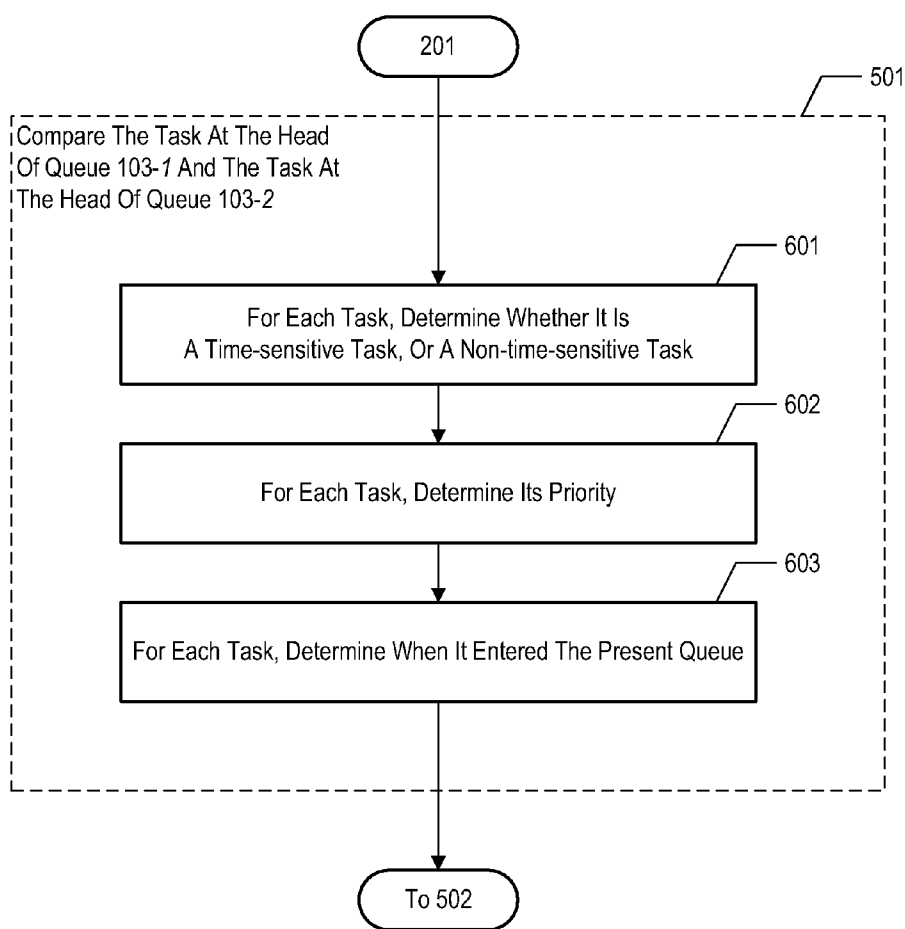 201
501
Compare The Task At The Head
Of Queue 103-1 And The Task At
The Head Of Queue 103-2
601
For Each Task, Determine Whether It Is
A Time-sensitive Task, Or A Non-time-sensitive Task
602
For Each Task, Determine Its Priority
603
For Each Task, Determine When It Entered The Present Queue
To 502